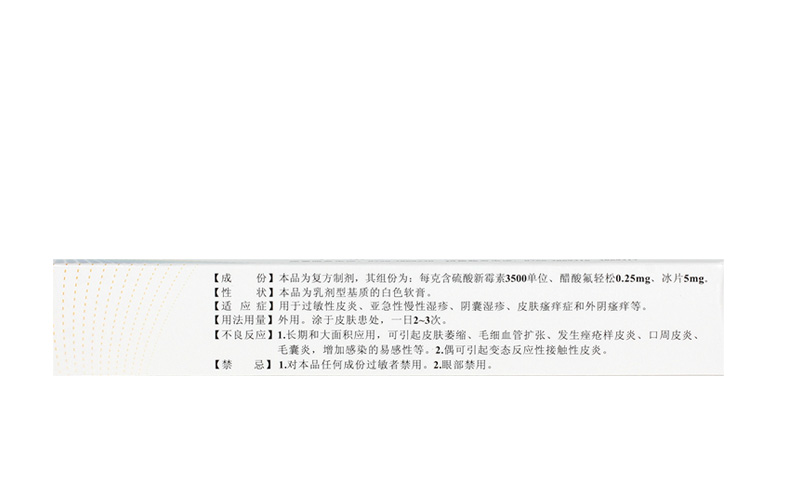 【成 份】本品为复方制剂，其组份为：每克含硫酸新霉素3500单位、醋酸氟轻松0.25mg、冰片5mg。
【性 状】本品为乳剂型基质的白色软膏。
【适 应 症】用于过敏性皮炎、亚急性慢性湿疹、阴囊湿疹、皮肤瘙痒症和外阴瘙痒等。
【用法用量】外用。涂于皮肤患处，一日2~3次。
【不良反应】1.长期和大面积应用，可引起皮肤萎缩、毛细血管扩张、发生痤疮样皮炎、口周皮炎、
毛囊炎，增加感染的易感性等。2.偶可引起变态反应性接触性皮炎。
【禁 忌】1.对本品任何成份过敏者禁用。2.眼部禁用。